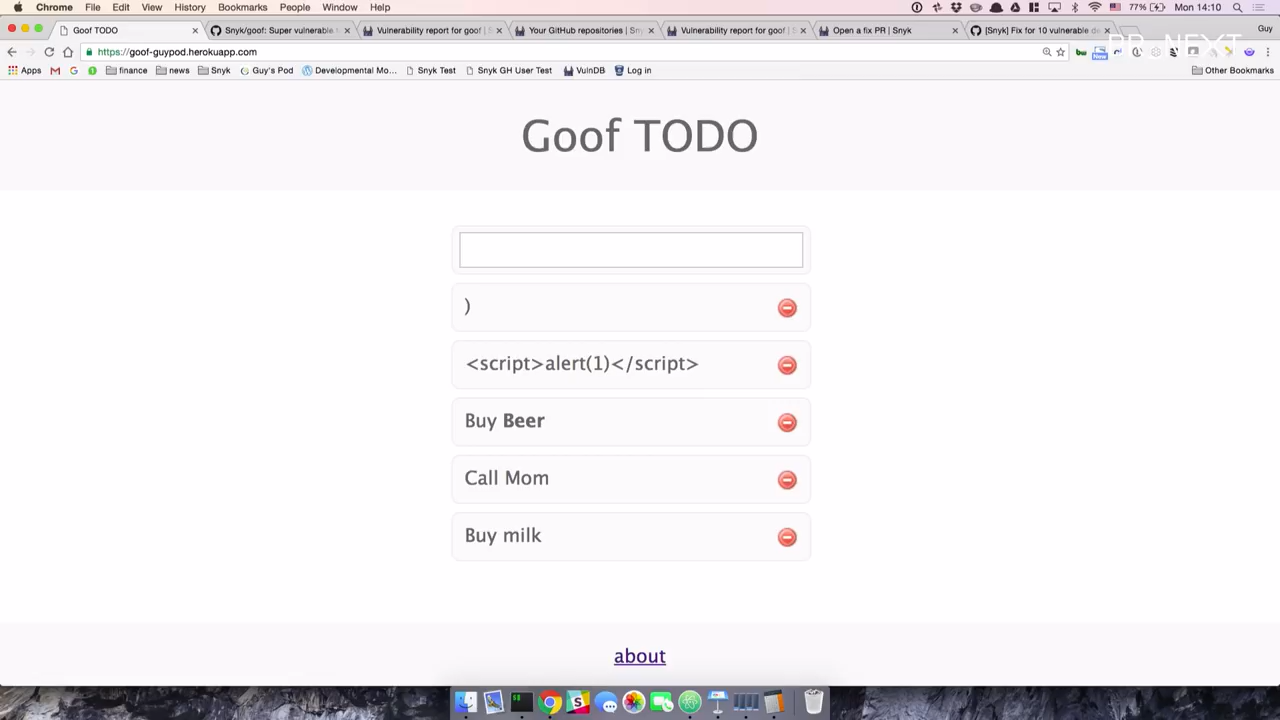 Chrome File Edit View History Bookmarks People Window Help 77% Mon 14:10
Goof TODO Snyk/goof: Super vulnerable Vulnerability report for goof | S Your GitHub repositories | Sn Vulnerability report for goof | S Open a fix PR | Snyk [Snyk] Fix for 10 vulnerable de Guy
https://goof-guypod.herokuapp.com
Apps finance news Snyk Guy's Pod Developmental Mo... Snyk Test Snyk GH User Test VulnDB Log in New Other Bookmarks
Goof TODO
)
<script>alert(1)</script>
Buy Beer
Call Mom
Buy milk
about